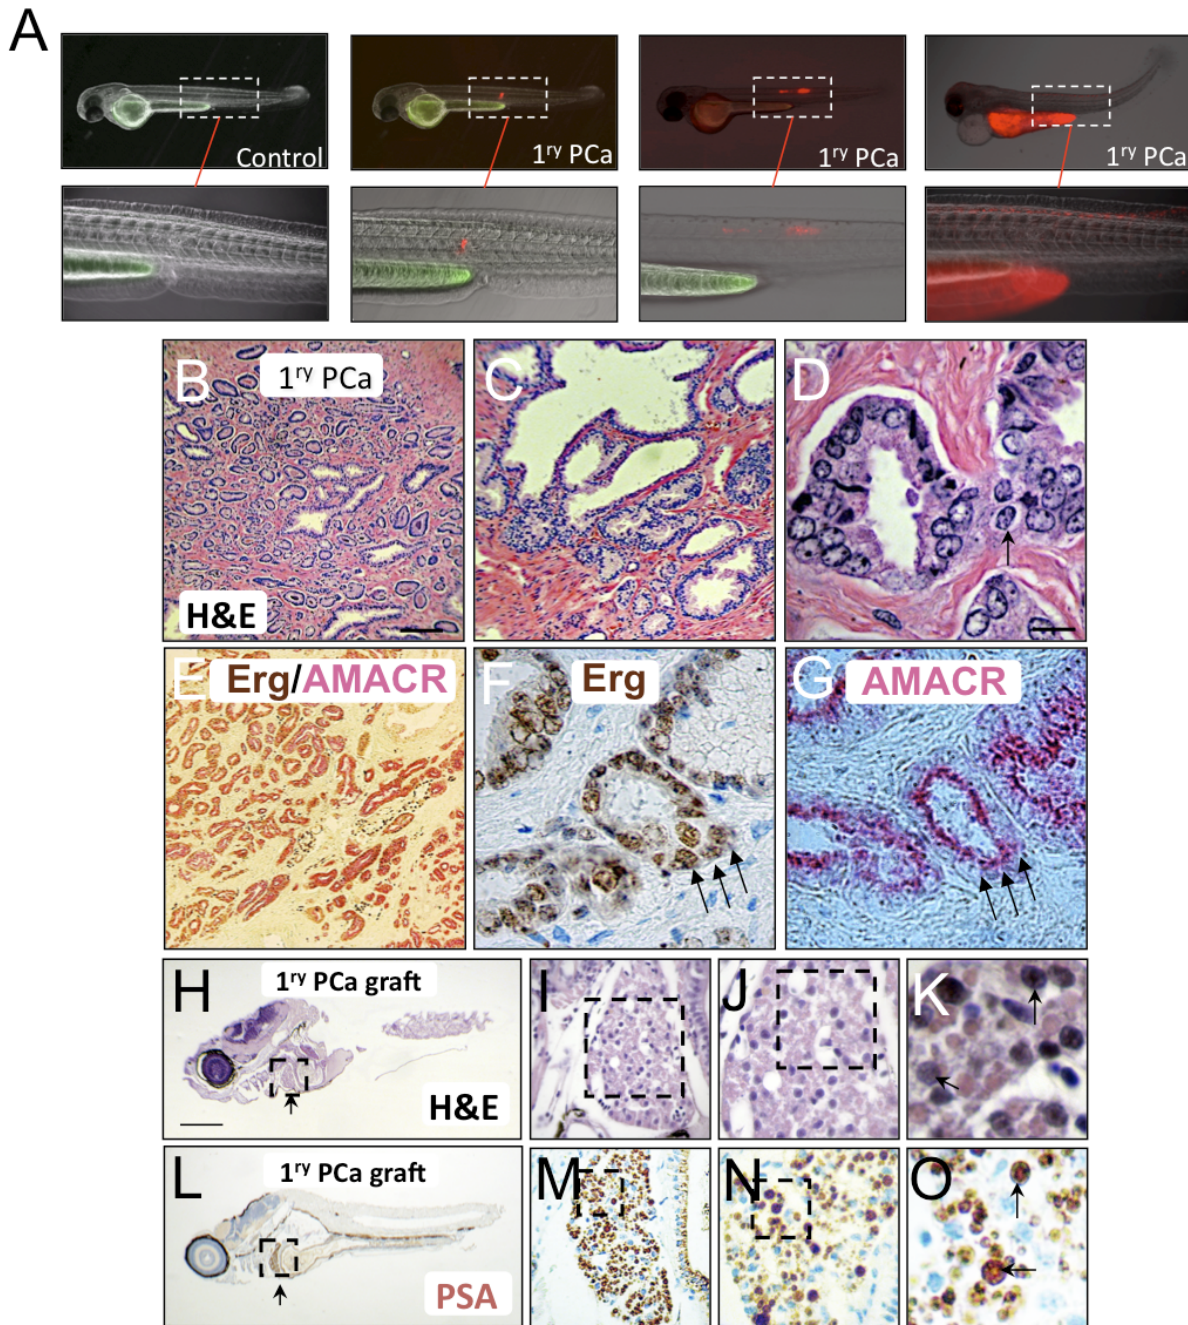 A
Control
1ry PCa
1ry PCa
1ry PCa
B
1ry PCa
H&E
C
D
E
Erg/AMACR
F
Erg
G
AMACR
H
1ry PCa graft
H&E
I
J
K
L
1ry PCa graft
PSA
M
N
O